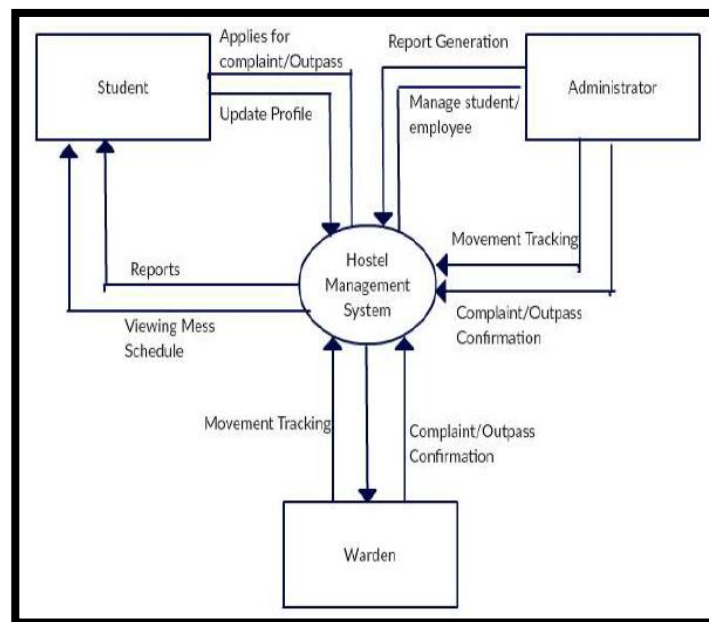 Applies for
complaint/Outpass
Student
Update Profile
Report Generation
Administrator
Manage student/
employee
Hostel
Management
System
Movement Tracking
Reports
Complaint/Outpass
Confirmation
Viewing Mess
Schedule
Movement Tracking
Complaint/Outpass
Confirmation
Warden